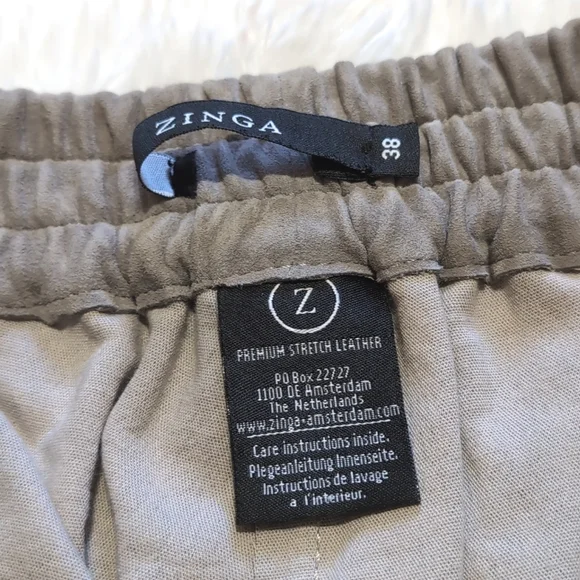 ZINGA
38
Z
PREMIUM STRETCH LEATHER
PO Box 22727
1100 DE Amsterdam
The Netherlands
www.zinga-amsterdam.com
Care instructions inside.
Plegeanleitung Innenseite.
Instructions de lavage
a l'interieur.